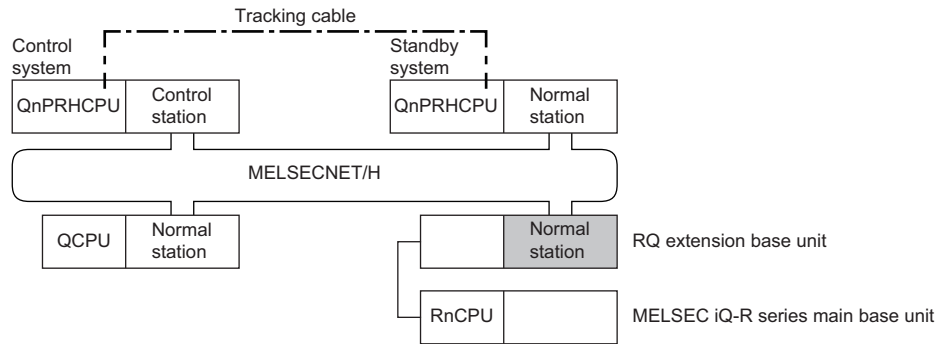 Tracking cable
Control
system
Standby
system
QnPRHCPU
Control
station
QnPRHCPU
Normal
station
MELSECNET/H
QCPU
Normal
station
Normal
station
RQ extension base unit
RnCPU
MELSEC iQ-R series main base unit